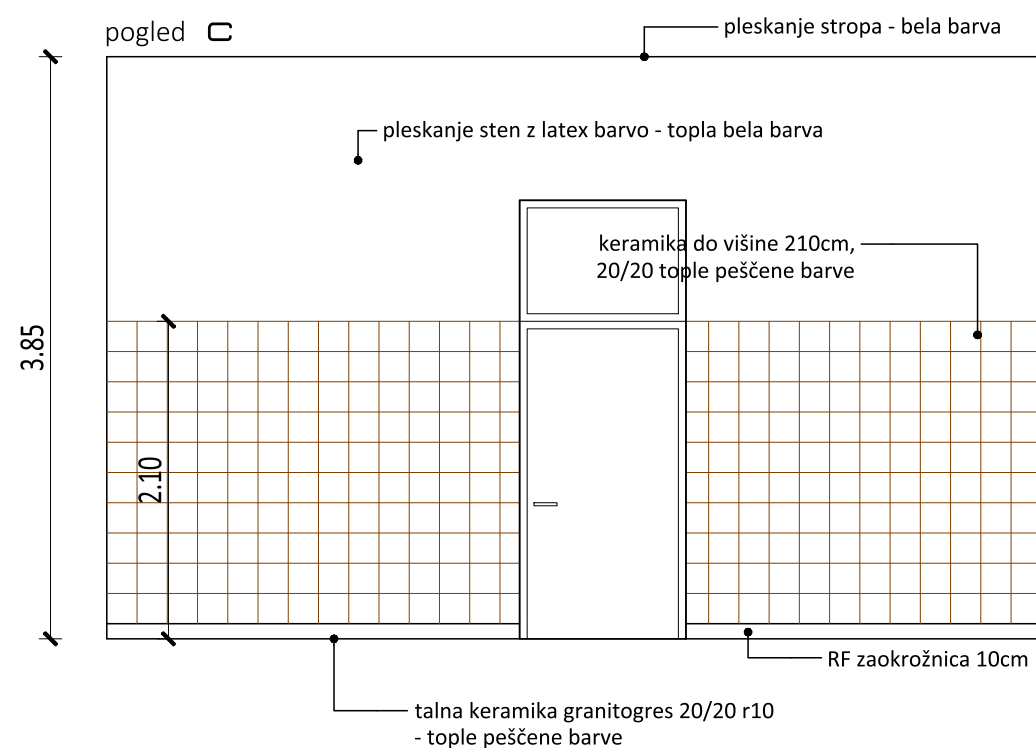 pogled C
pleskanje stropa - bela barva
pleskanje sten z latex barvo - topla bela barva
keramika do višine 210cm,
20/20 tople peščene barve
3.85
2.10
RF zaokrožnica 10cm
talna keramika granitogres 20/20 r10
- tople peščene barve